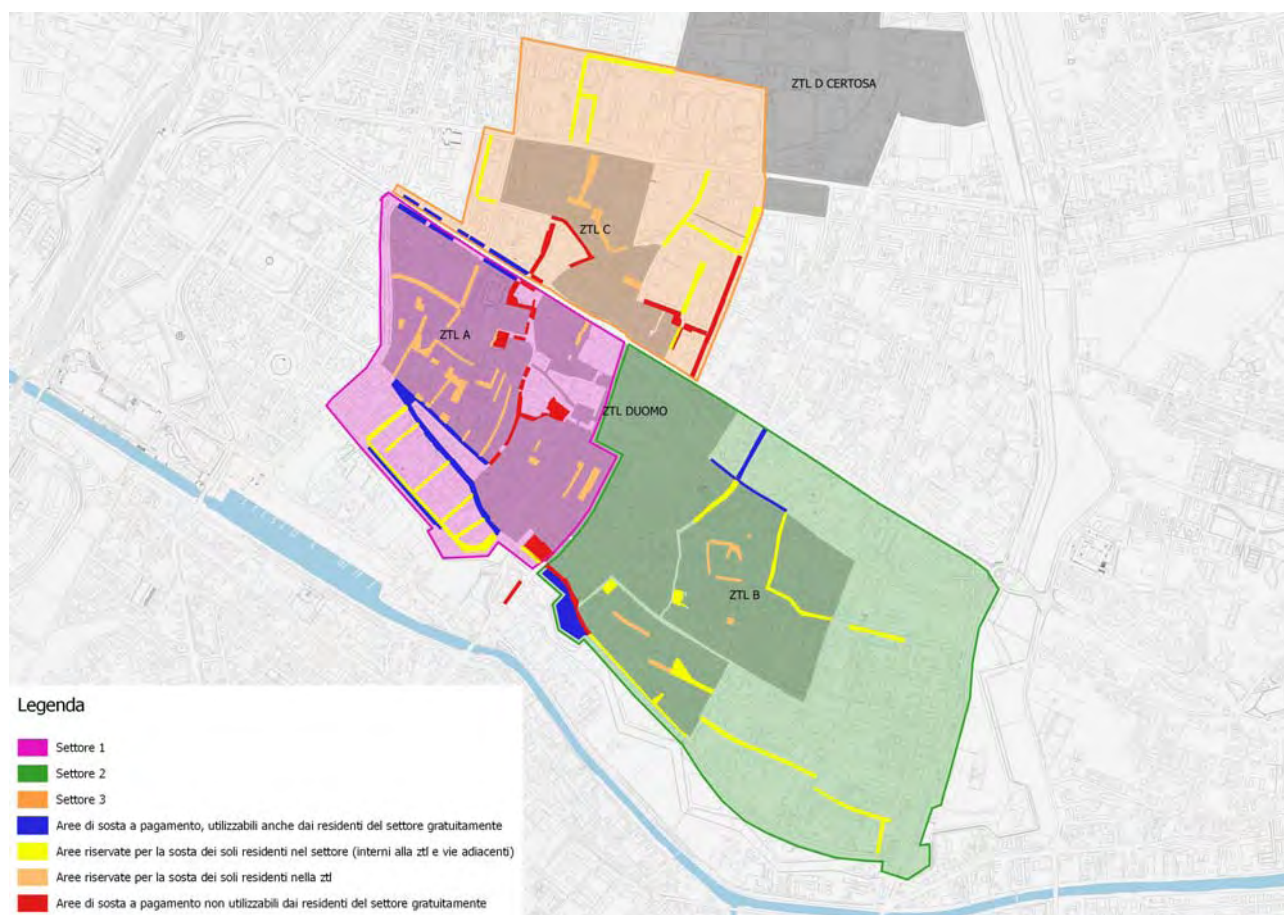 ZTL D CERTOSA
ZTL C
ZTL A
ZTL DUOMO
ZTL B
Legenda
Settore 1
Settore 2
Settore 3
Aree di sosta a pagamento, utilizzabili anche dai residenti del settore gratuitamente
Aree riservate per la sosta dei soli residenti nel settore (interni alla ztl e vie adiacenti)
Aree riservate per la sosta dei soli residenti nella ztl
Aree di sosta a pagamento non utilizzabili dai residenti del settore gratuitamente